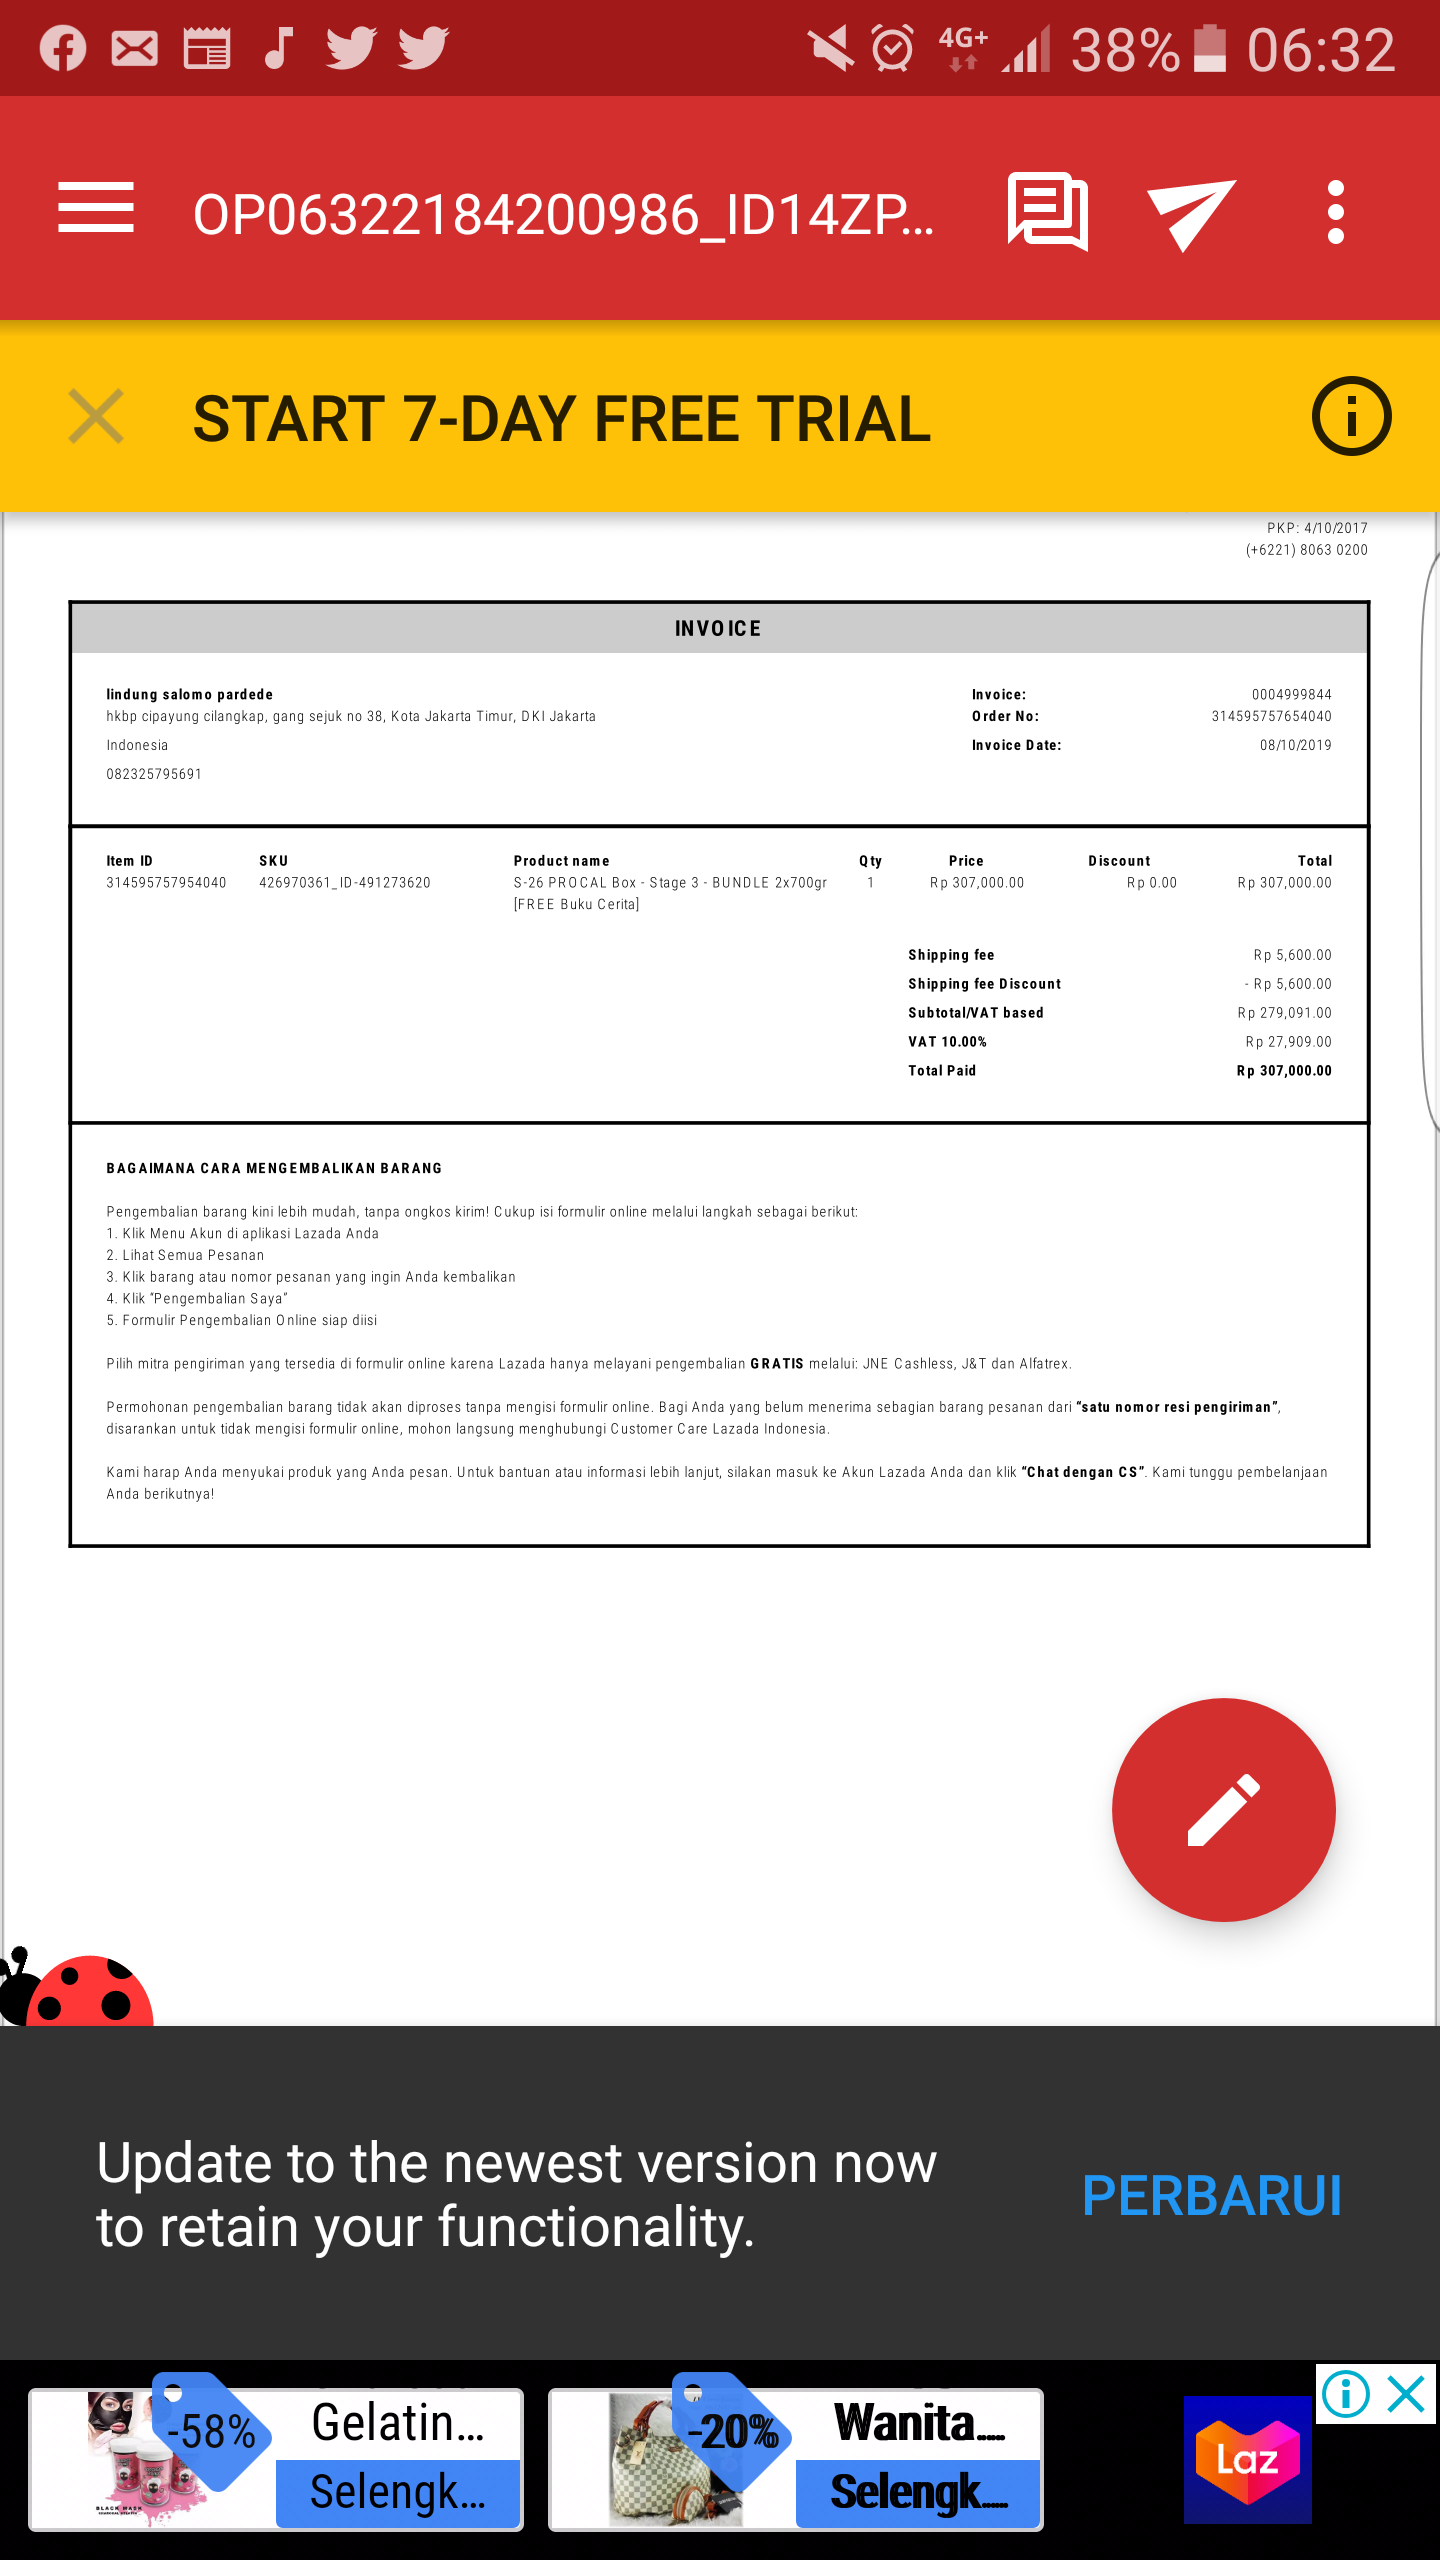 4G+ 38% 06:32
OP06322184200986_ID14ZP...
START 7-DAY FREE TRIAL
PKP: 4/10/2017
(+6221) 8063 0200
INVOICE
lindung salomo pardede
hkbp cipayung cilangkap, gang sejuk no 38, Kota Jakarta Timur, DKI Jakarta
Indonesia
082325795691
Invoice: 0004999844
Order No: 314595757654040
Invoice Date: 08/10/2019
Item ID SKU Product name Qty Price Discount Total
314595757954040 426970361_ID-491273620 S-26 PROCAL Box - Stage 3 - BUNDLE 2x700gr 1 Rp 307,000.00 Rp 0.00 Rp 307,000.00
[FREE Buku Cerita]
Shipping fee Rp 5,600.00
Shipping fee Discount - Rp 5,600.00
Subtotal/VAT based Rp 279,091.00
VAT 10.00% Rp 27,909.00
Total Paid Rp 307,000.00
BAGAIMANA CARA MENGEMBALIKAN BARANG
Pengembalian barang kini lebih mudah, tanpa ongkos kirim! Cukup isi formulir online melalui langkah sebagai berikut:
1. Klik Menu Akun di aplikasi Lazada Anda
2. Lihat Semua Pesanan
3. Klik barang atau nomor pesanan yang ingin Anda kembalikan
4. Klik “Pengembalian Saya”
5. Formulir Pengembalian Online siap diisi
Pilih mitra pengiriman yang tersedia di formulir online karena Lazada hanya melayani pengembalian GRATIS melalui: JNE Cashless, J&T dan Alfatrex.
Permohonan pengembalian barang tidak akan diproses tanpa mengisi formulir online. Bagi Anda yang belum menerima sebagian barang pesanan dari “satu nomor resi pengiriman”,
disarankan untuk tidak mengisi formulir online, mohon langsung menghubungi Customer Care Lazada Indonesia.
Kami harap Anda menyukai produk yang Anda pesan. Untuk bantuan atau informasi lebih lanjut, silakan masuk ke Akun Lazada Anda dan klik “Chat dengan CS”. Kami tunggu pembelanjaan
Anda berikutnya!
Update to the newest version now
to retain your functionality.
PERBARUI
-58%
Gelatin...
Selengk...
BLACK MASK
-20%
Wanita...
Selengk...
Laz